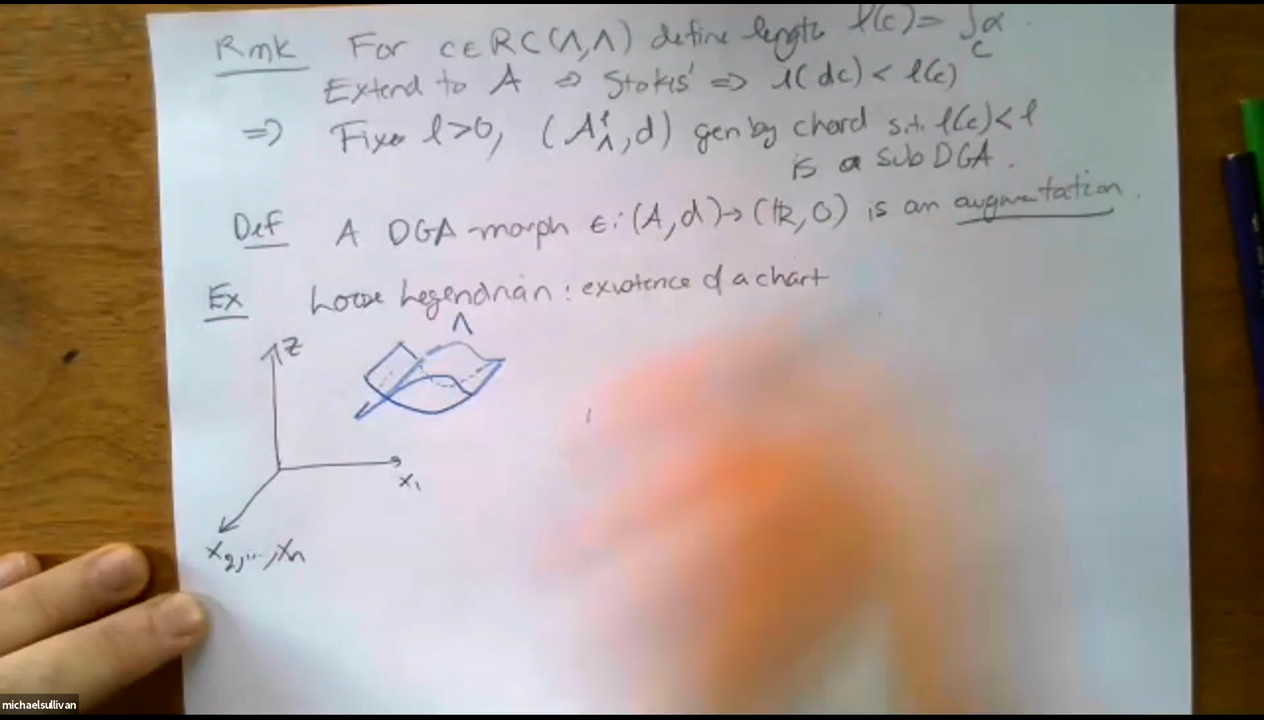 Rmk For c∈RC(Λ,Λ) define length l(c)= ∫_c α
Extend to A ⇒ Stokes' ⇒ l(dc) < l(c)
⇒ Fix l>0, (A^l_Λ, d) gen by chord s.t. l(c)<l
is a sub DGA.
Def A DGA-morph ϵ: (A,d)→(k,0) is an augmentation.
Ex Loose Legendrian: existence of a chart
Λ
z
x₁
x₂,...,xₙ
michaelsullivan